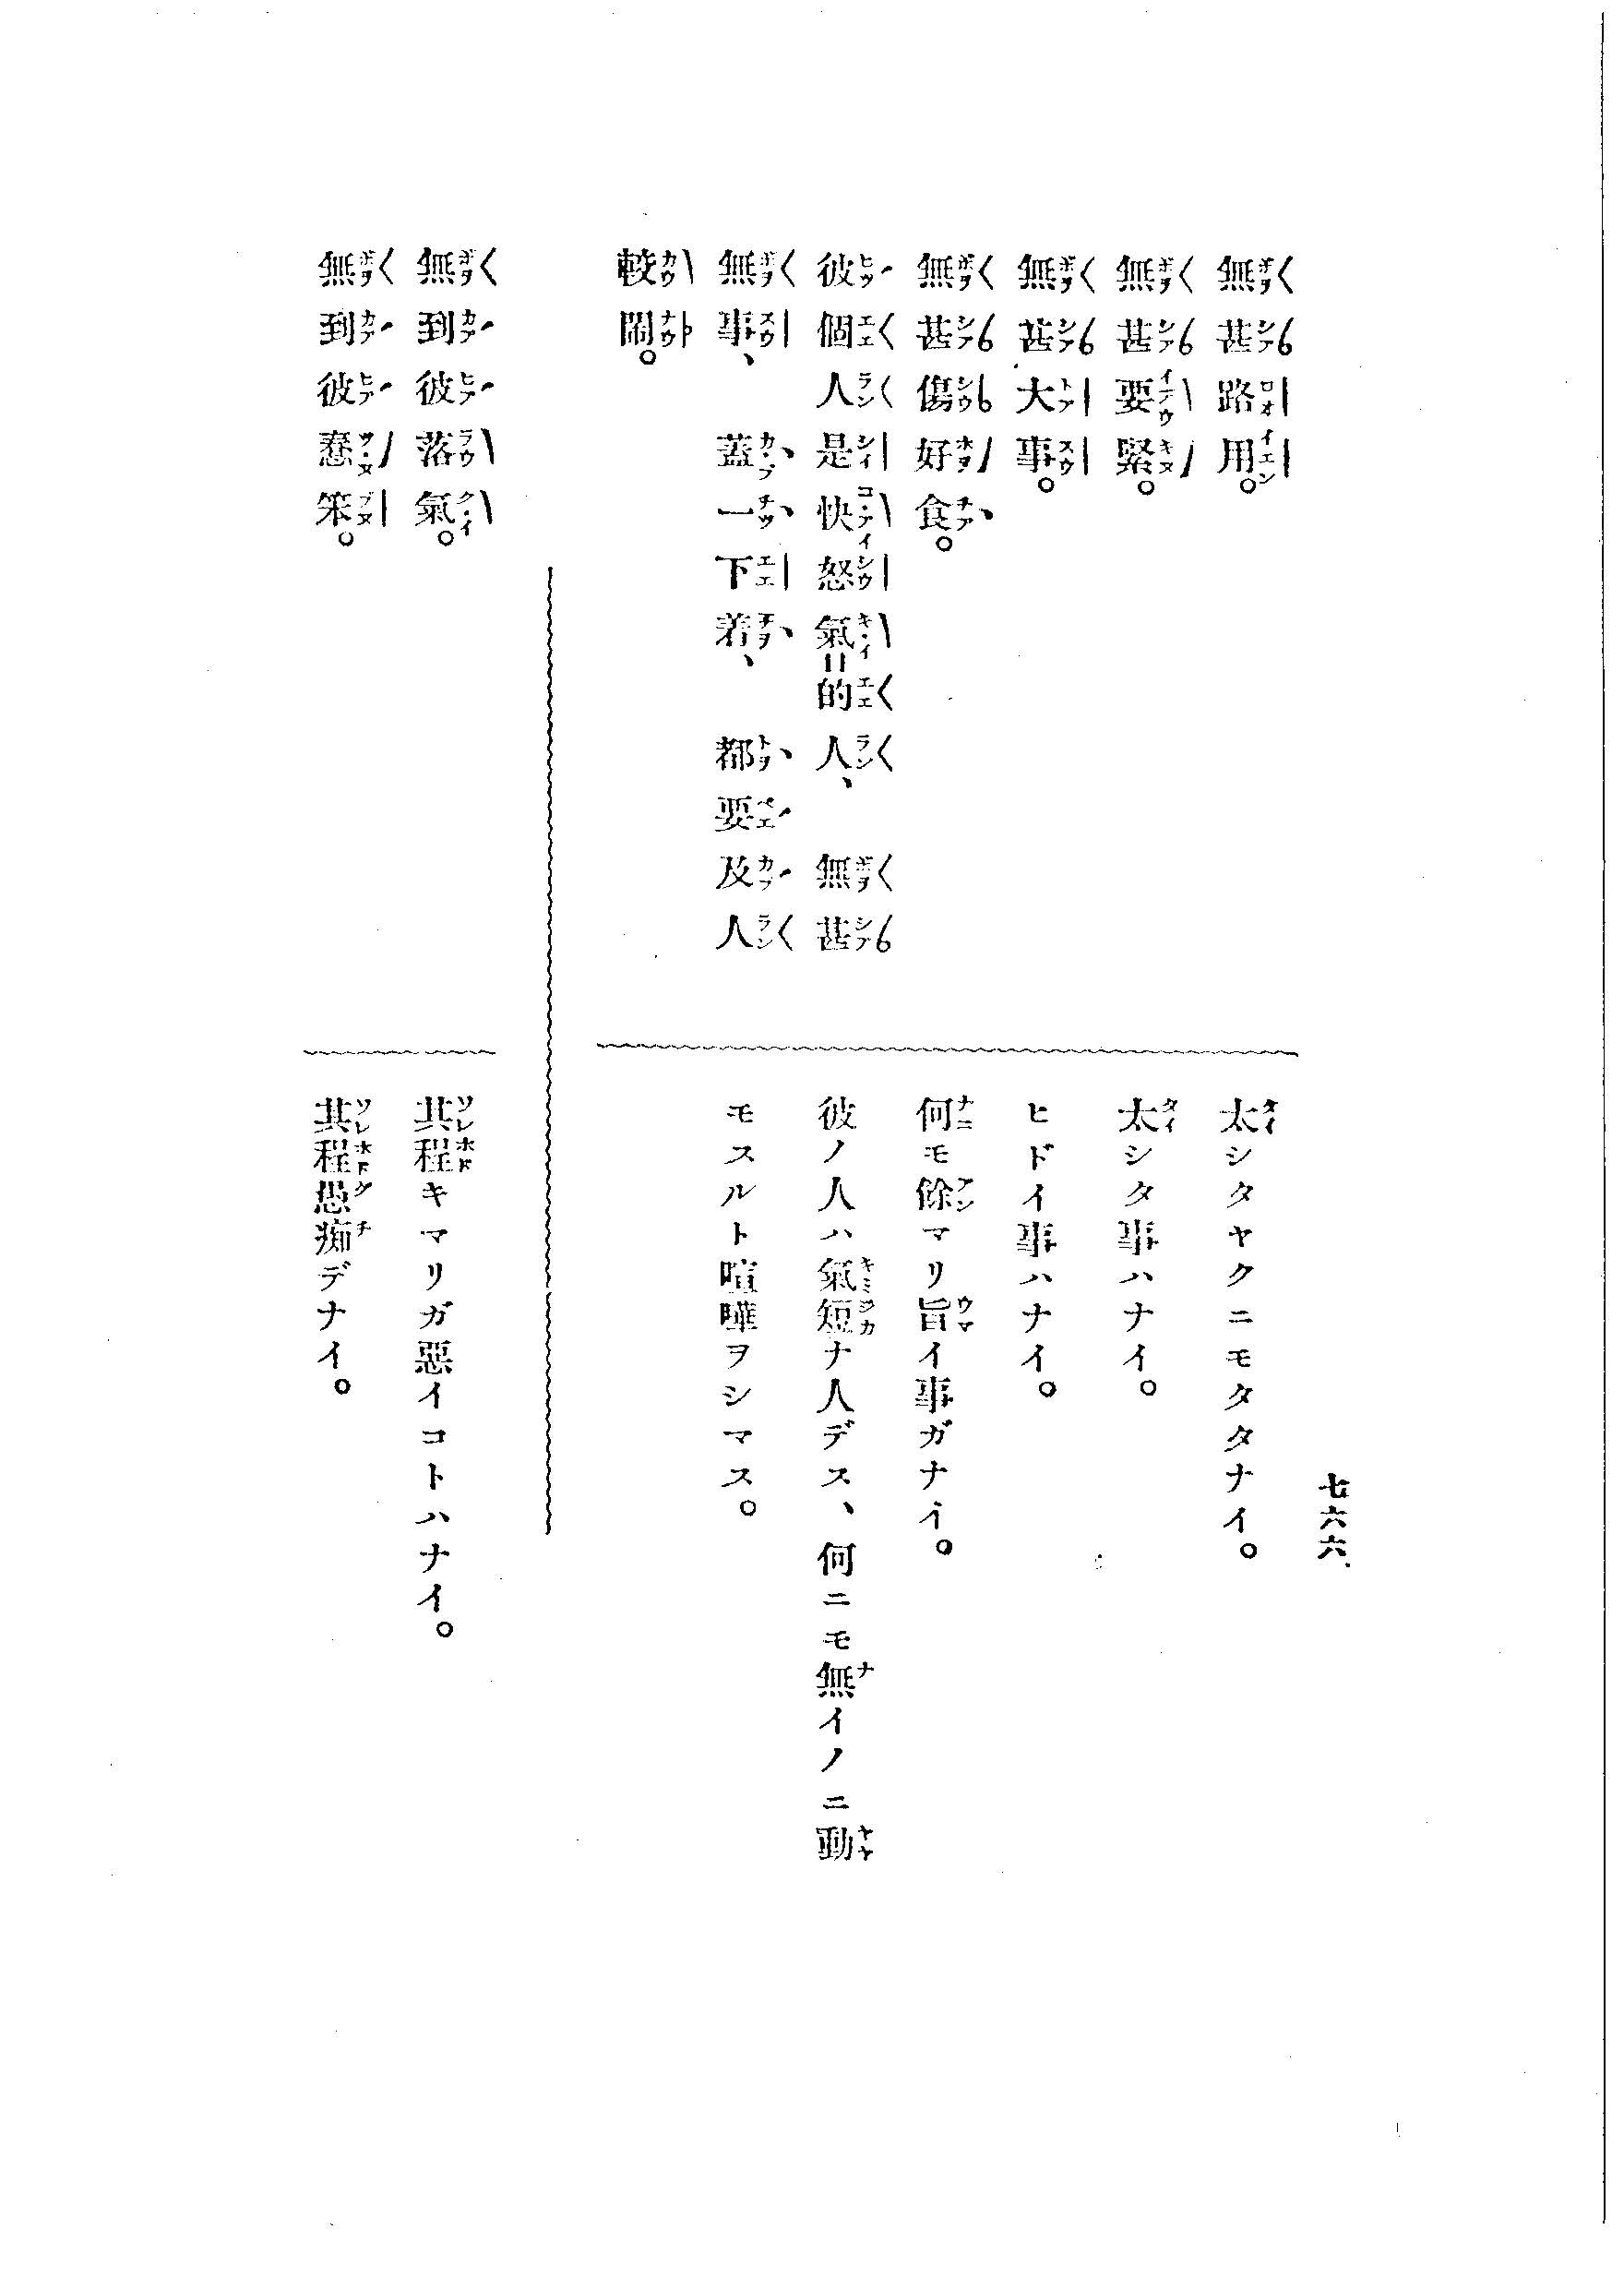 七六六
無甚路用。
無甚要緊。
無甚大事。
無甚傷好食。
彼個人是快怒氣=的人、無甚
無事、蓋一下着、都要及人
較鬧。
太シタヤクニモタタナイ。
太シタ事ハナイ。
ヒドイ事ハナイ。
何モ餘マリ旨イ事ガナイ。
彼ノ人ハ氣短ナ人デス、何ニモ無イノニ動
モスルト喧嘩ヲシマス。
無到彼落氣。
無到彼憃笨。
其程キマリガ惡イコトハナイ。
其程愚痴デナイ。